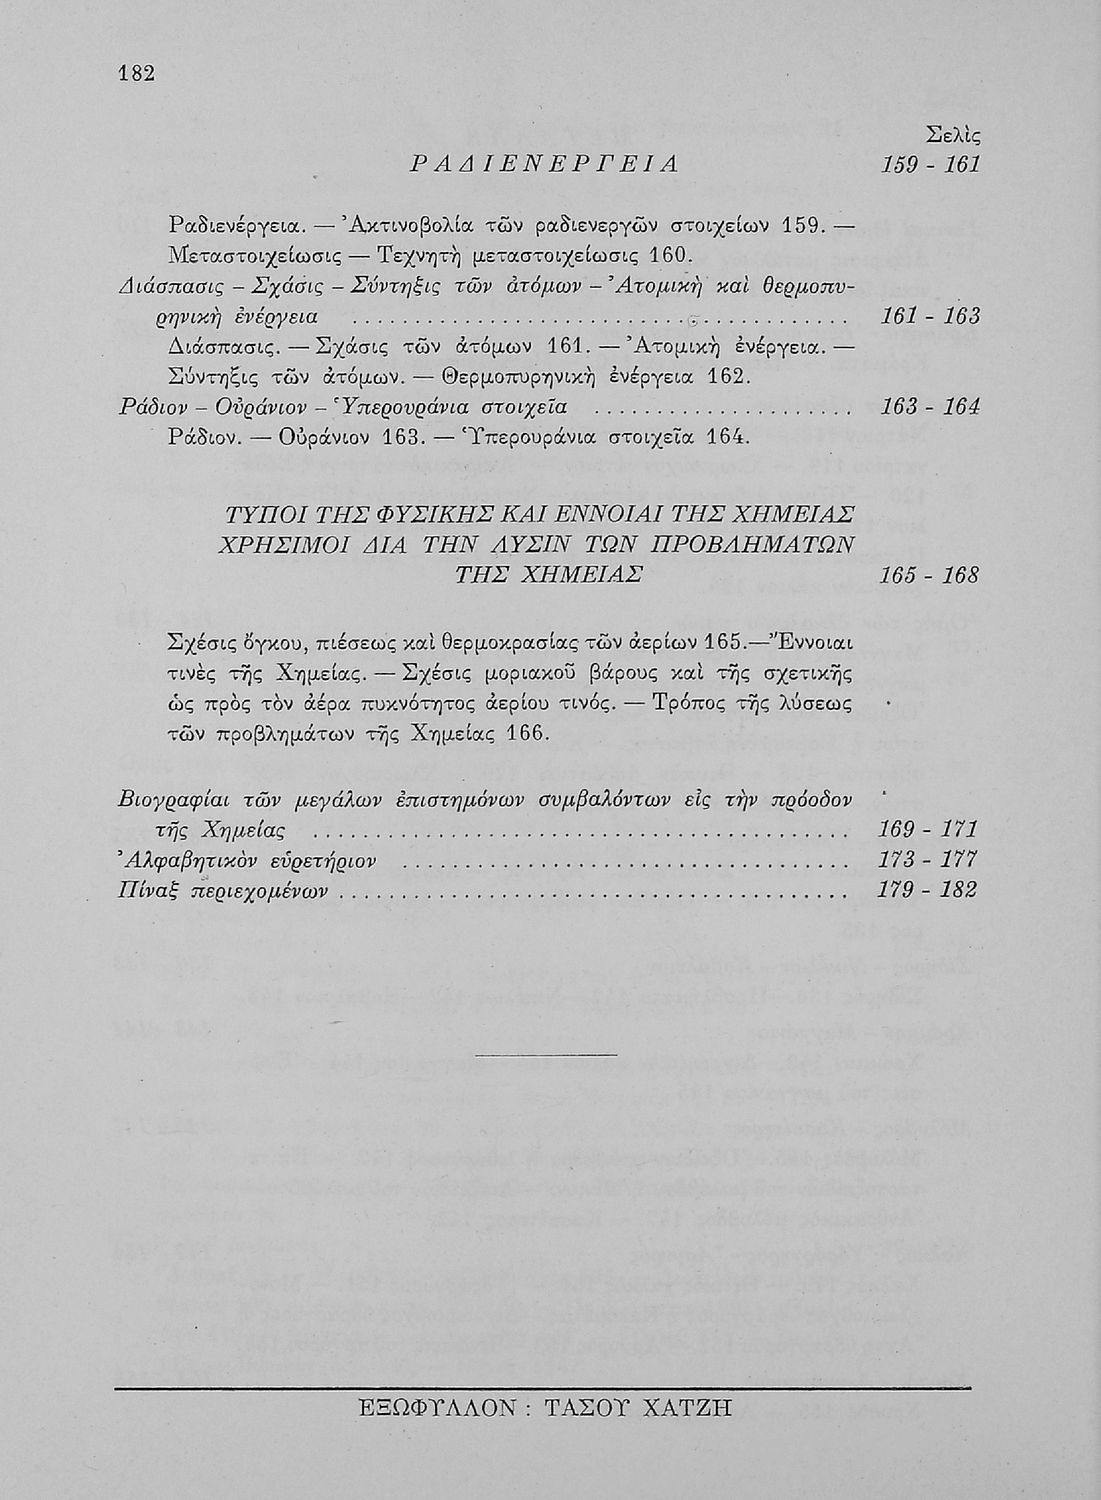 182
Σελὶς
ΡΑΔΙΕΝΕΡΓΕΙΑ 159 - 161
Ραδιενέργεια. — Ἀκτινοβολία τῶν ραδιενεργῶν στοιχείων 159. —
Μεταστοιχείωσις — Τεχνητὴ μεταστοιχείωσις 160.
Διάσπασις - Σχάσις - Σύντηξις τῶν ἀτόμων - Ἀτομικὴ καὶ θερμοπυ-
ρηνικὴ ἐνέργεια ........................................ 161 - 163
Διάσπασις. — Σχάσις τῶν ἀτόμων 161. — Ἀτομικὴ ἐνέργεια. —
Σύντηξις τῶν ἀτόμων. — Θερμοπυρηνικὴ ἐνέργεια 162.
Ράδιον - Οὐράνιον - Ὑπερουράνια στοιχεῖα ..................... 163 - 164
Ράδιον. — Οὐράνιον 163. — Ὑπερουράνια στοιχεῖα 164.
ΤΥΠΟΙ ΤΗΣ ΦΥΣΙΚΗΣ ΚΑΙ ΕΝΝΟΙΑΙ ΤΗΣ ΧΗΜΕΙΑΣ
ΧΡΗΣΙΜΟΙ ΔΙΑ ΤΗΝ ΛΥΣΙΝ ΤΩΝ ΠΡΟΒΛΗΜΑΤΩΝ
ΤΗΣ ΧΗΜΕΙΑΣ 165 - 168
Σχέσις ὄγκου, πιέσεως καὶ θερμοκρασίας τῶν ἀερίων 165.—Ἔννοιαι
τινὲς τῆς Χημείας. — Σχέσις μοριακοῦ βάρους καὶ τῆς σχετικῆς
ὡς πρὸς τὸν ἀέρα πυκνότητος ἀερίου τινός. — Τρόπος τῆς λύσεως
τῶν προβλημάτων τῆς Χημείας 166.
Βιογραφίαι τῶν μεγάλων ἐπιστημόνων συμβαλόντων εἰς τὴν πρόοδον
τῆς Χημείας ........................................... 169 - 171
Ἀλφαβητικὸν εὑρετήριον .................................... 173 - 177
Πίναξ περιεχομένων ......................................... 179 - 182
ΕΞΩΦΥΛΛΟΝ : ΤΑΣΟΥ ΧΑΤΖΗ